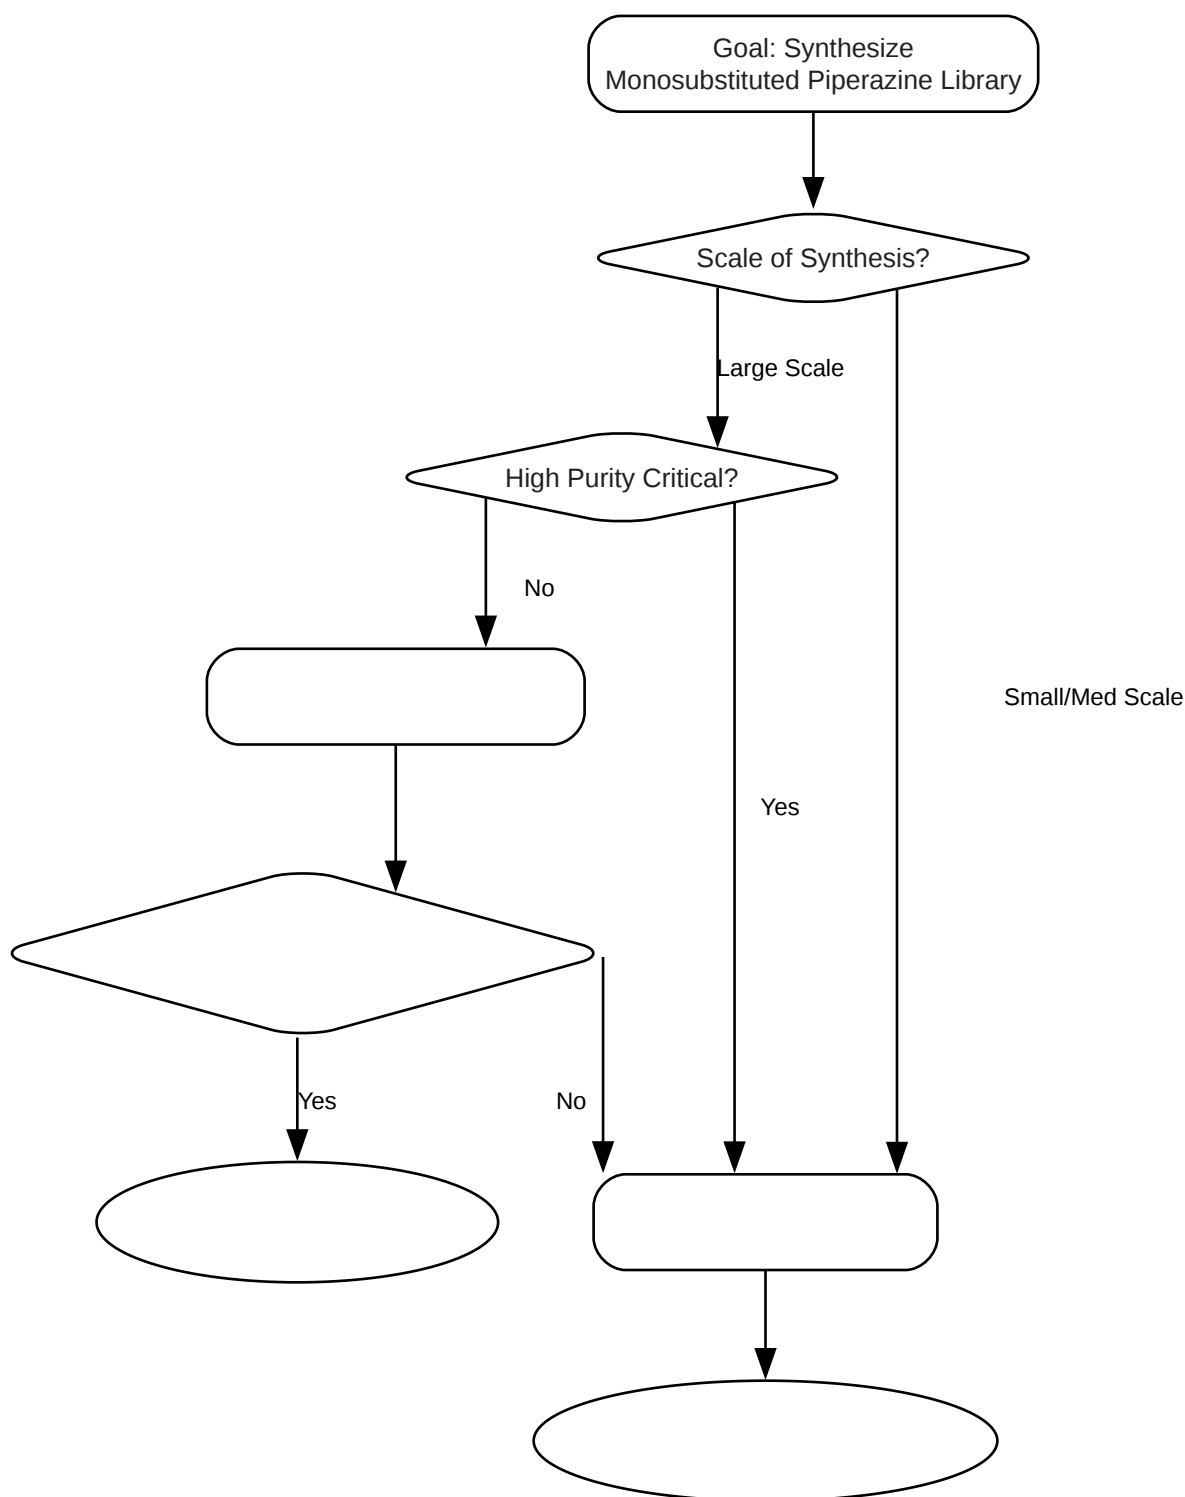 Goal: Synthesize
Monosubstituted Piperazine Library
Scale of Synthesis?
Large Scale
High Purity Critical?
No
Small/Med Scale
Yes
Yes
No